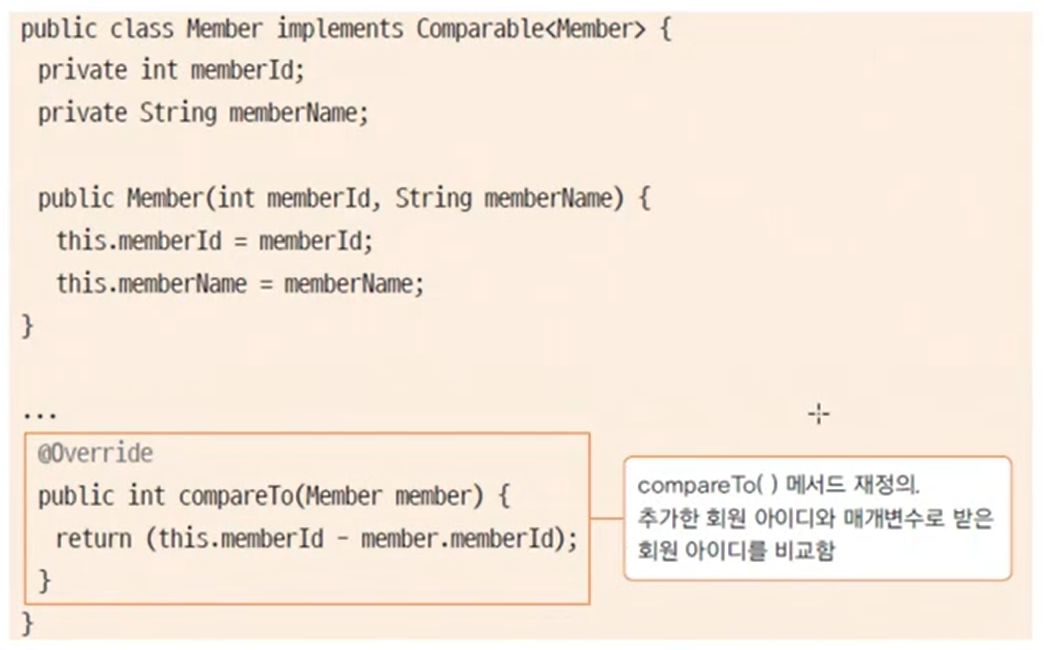 public class Member implements Comparable<Member> {
private int memberId;
private String memberName;
public Member(int memberId, String memberName) {
this.memberId = memberId;
this.memberName = memberName;
}
...
@Override
public int compareTo(Member member) {
return (this.memberId - member.memberId);
}
}
compareTo( ) 메서드 재정의.
추가한 회원 아이디와 매개변수로 받은
회원 아이디를 비교함